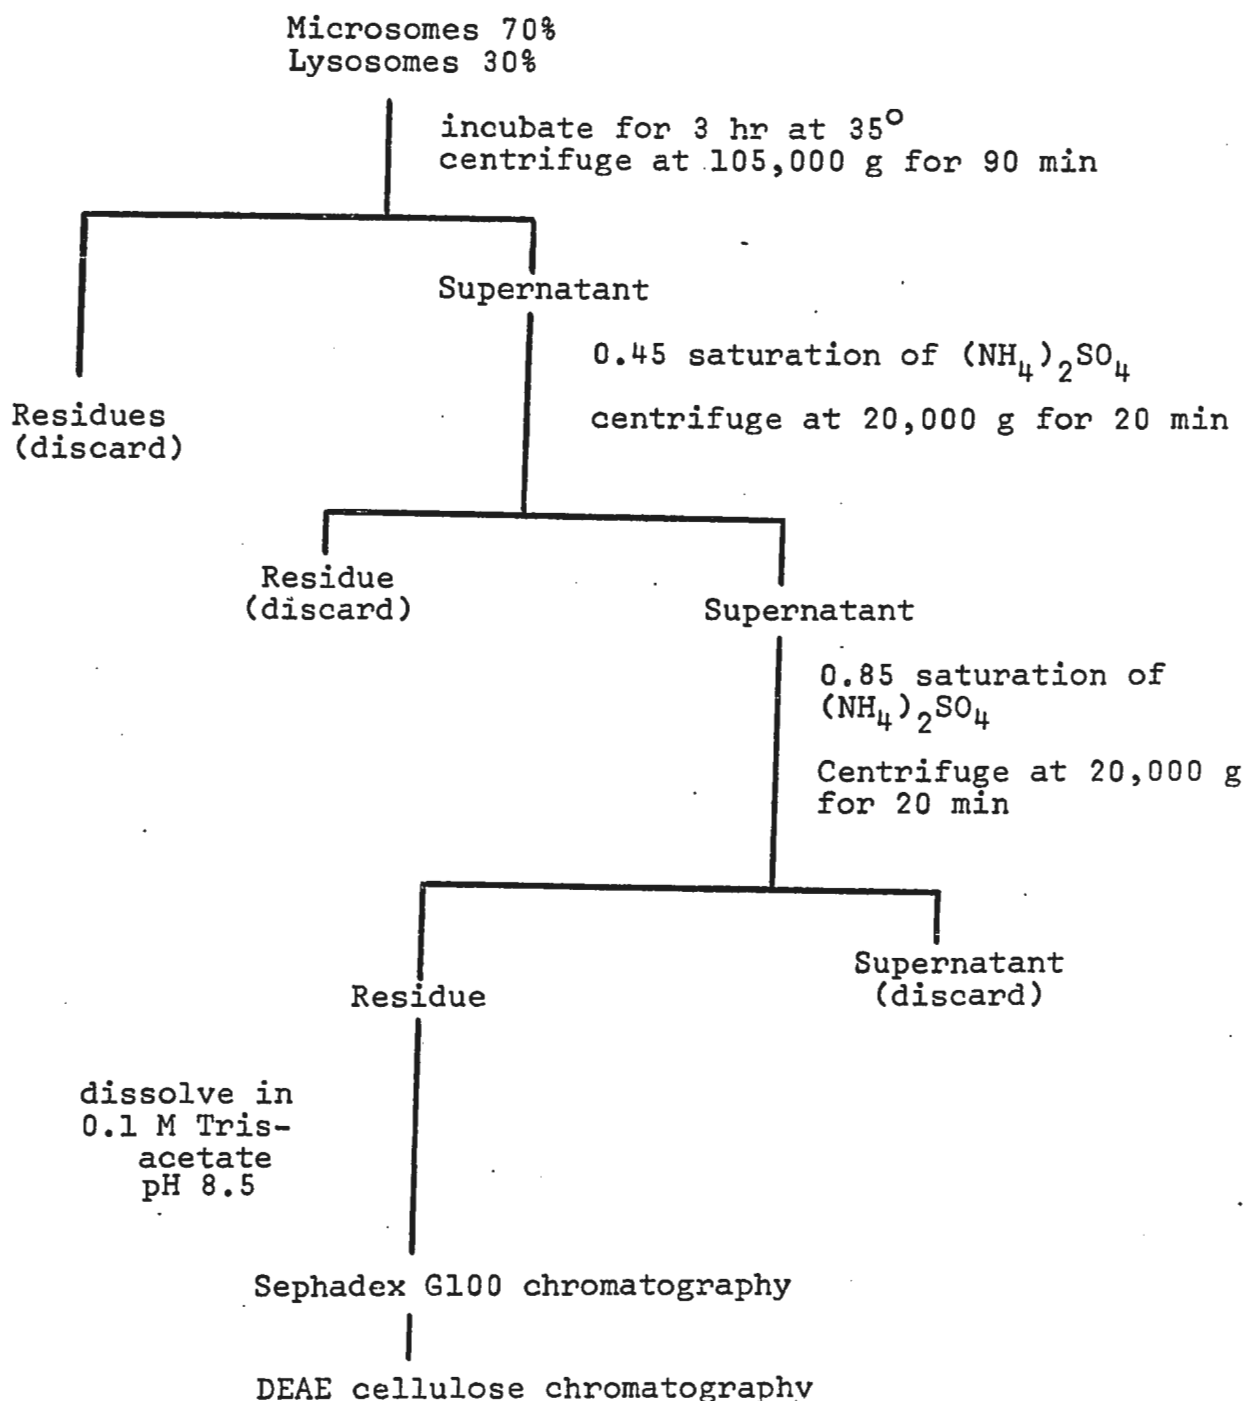 Microsomes 70%
Lysosomes 30%
incubate for 3 hr at 35°
centrifuge at 105,000 g for 90 min
Supernatant
0.45 saturation of (NH₄)₂SO₄
centrifuge at 20,000 g for 20 min
Residues
(discard)
Residue
(discard)
Supernatant
0.85 saturation of
(NH₄)₂SO₄
Centrifuge at 20,000 g
for 20 min
Residue
Supernatant
(discard)
dissolve in
0.1 M Tris-
acetate
pH 8.5
Sephadex G100 chromatography
DEAE cellulose chromatography